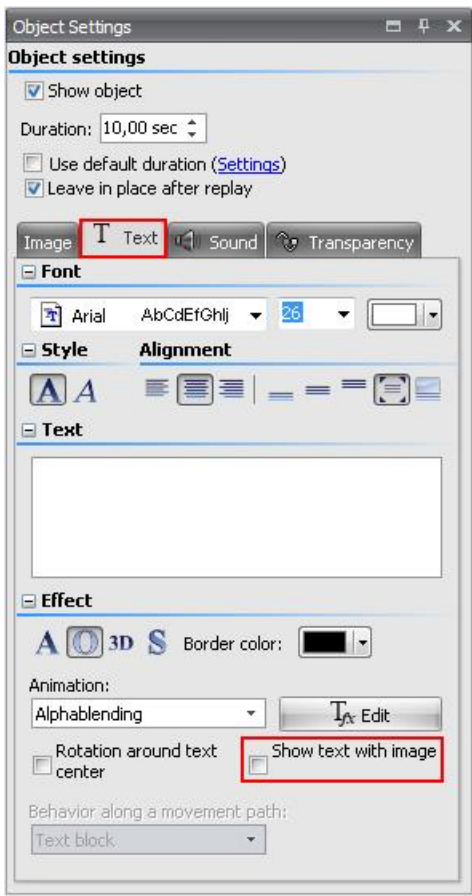 Object Settings
Object settings
Show object
Duration: 10,00 sec
Use default duration (Settings)
Leave in place after replay
Image T Text Sound Transparency
Font
T Arial AbCdEfGhIj 26
Style Alignment
A A
Text
Effect
A O 3D S Border color:
Animation:
Alphablending Tfx Edit
Rotation around text center
Show text with image
Behavior along a movement path:
Text block